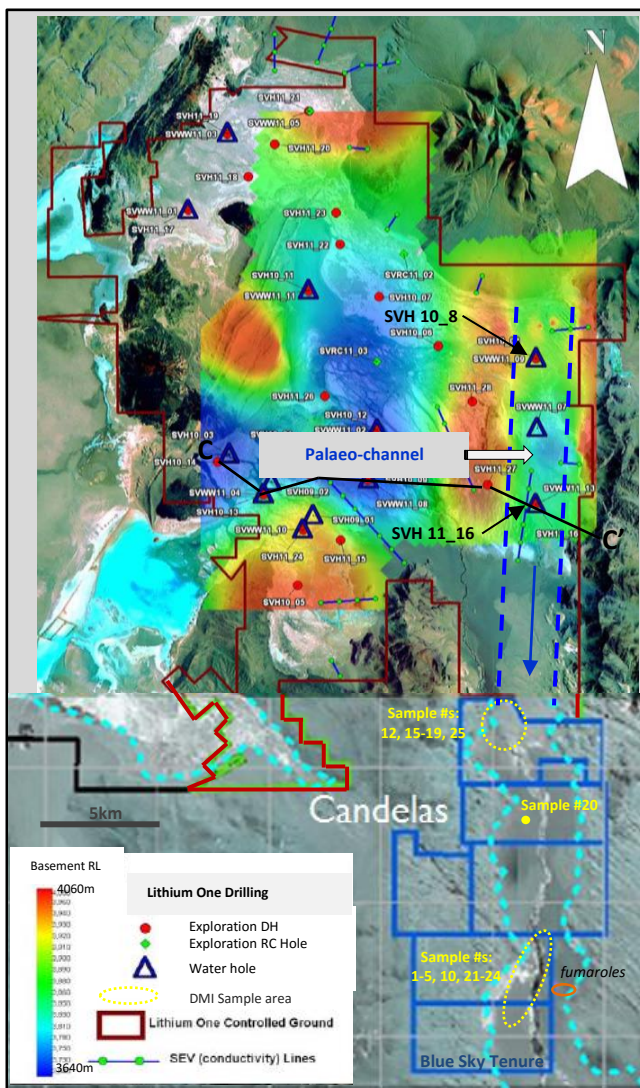 N
SVH11_21
SVH11_19
SVWW11_05
SVWW11_03
SVH11_20
SVH11_18
SVWW11_01
SVH11_23
SVH11_17
SVH11_22
SVH10_11
SVRC11_02
SVWW11_11
SVH10_07
SVH 10_8
SVH10_06
SVWW11_09
SVRC11_03
SVH11_28
SVH11_26
SVWW11_07
SVH10_12
SVWW11_02
SVH10_03
C
Palaeo-channel
SVH10_14
SVH11_27
SVWW11_04
SVH09_02
SVWW11_13
SVH10_13
SVWW11_08
SVH09_01
SVWW11_10
SVH 11_16
C'
SVH11_24
SVH11_15
SVH10_05
Sample #s:
12, 15-19, 25
Candelas
Sample #20
5km
Basement RL
4060m
3640m
Lithium One Drilling
Exploration DH
Exploration RC Hole
Water hole
DMI Sample area
Lithium One Controlled Ground
SEV (conductivity) Lines
Sample #s:
1-5, 10, 21-24
fumaroles
Blue Sky Tenure